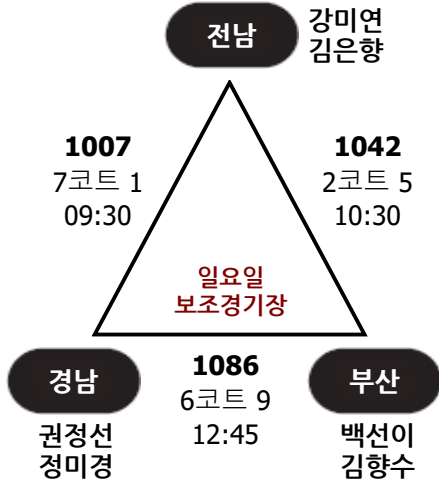 전남
강미연
김은향
1007
7코트 1
09:30
1042
2코트 5
10:30
일요일
보조경기장
경남
권정선
정미경
1086
6코트 9
12:45
부산
백선이
김향수